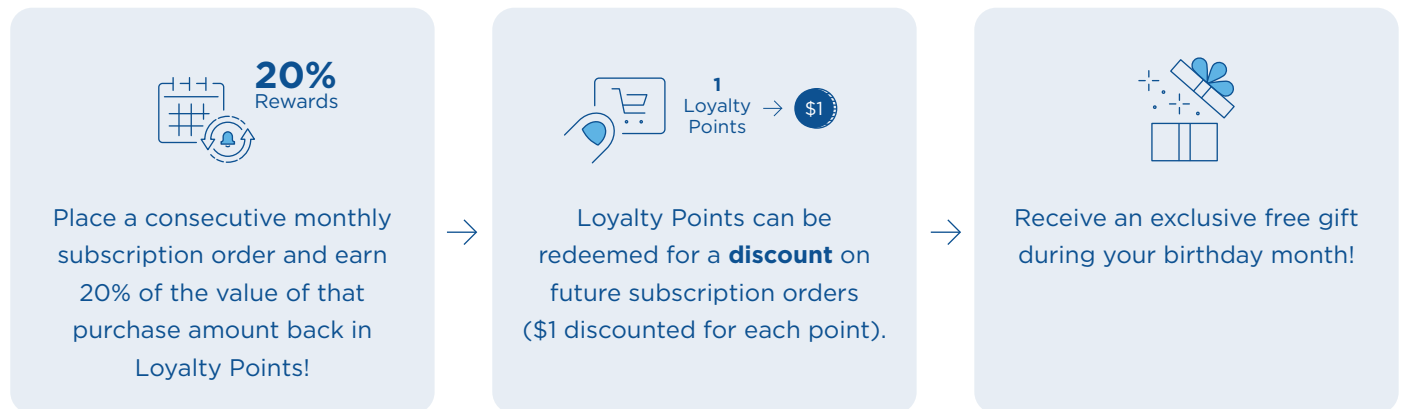 20%
Rewards
Place a consecutive monthly
subscription order and earn
20% of the value of that
purchase amount back in
Loyalty Points!
1
Loyalty
Points
$1
Loyalty Points can be
redeemed for a discount on
future subscription orders
($1 discounted for each point).
Receive an exclusive free gift
during your birthday month!